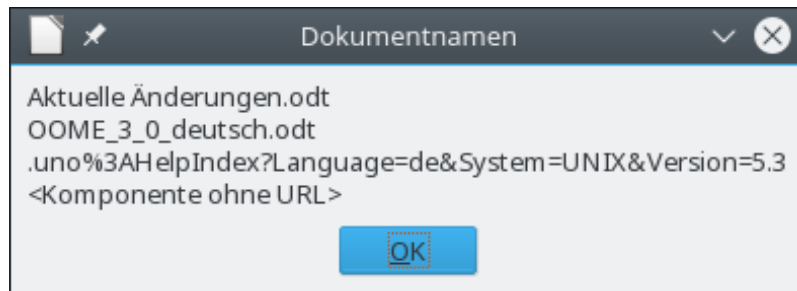 Dokumentnamen
Aktuelle Änderungen.odt
OOME_3_0_deutsch.odt
.uno%3AHelpIndex?Language=de&System=UNIX&Version=5.3
<Komponente ohne URL>
OK